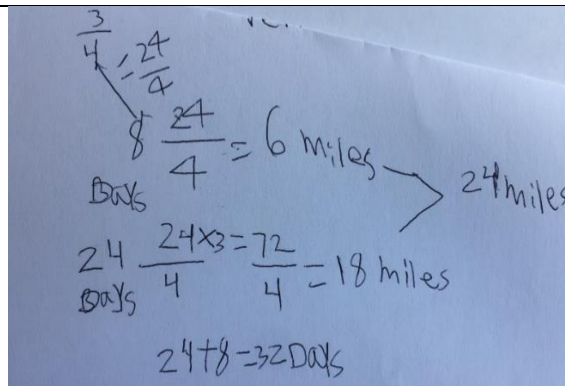 3/4 = 24/4
8 24/4 = 6 miles
Days
24 miles
24 24×3/4 = 72/4 = 18 miles
Days
24+8=32 Days